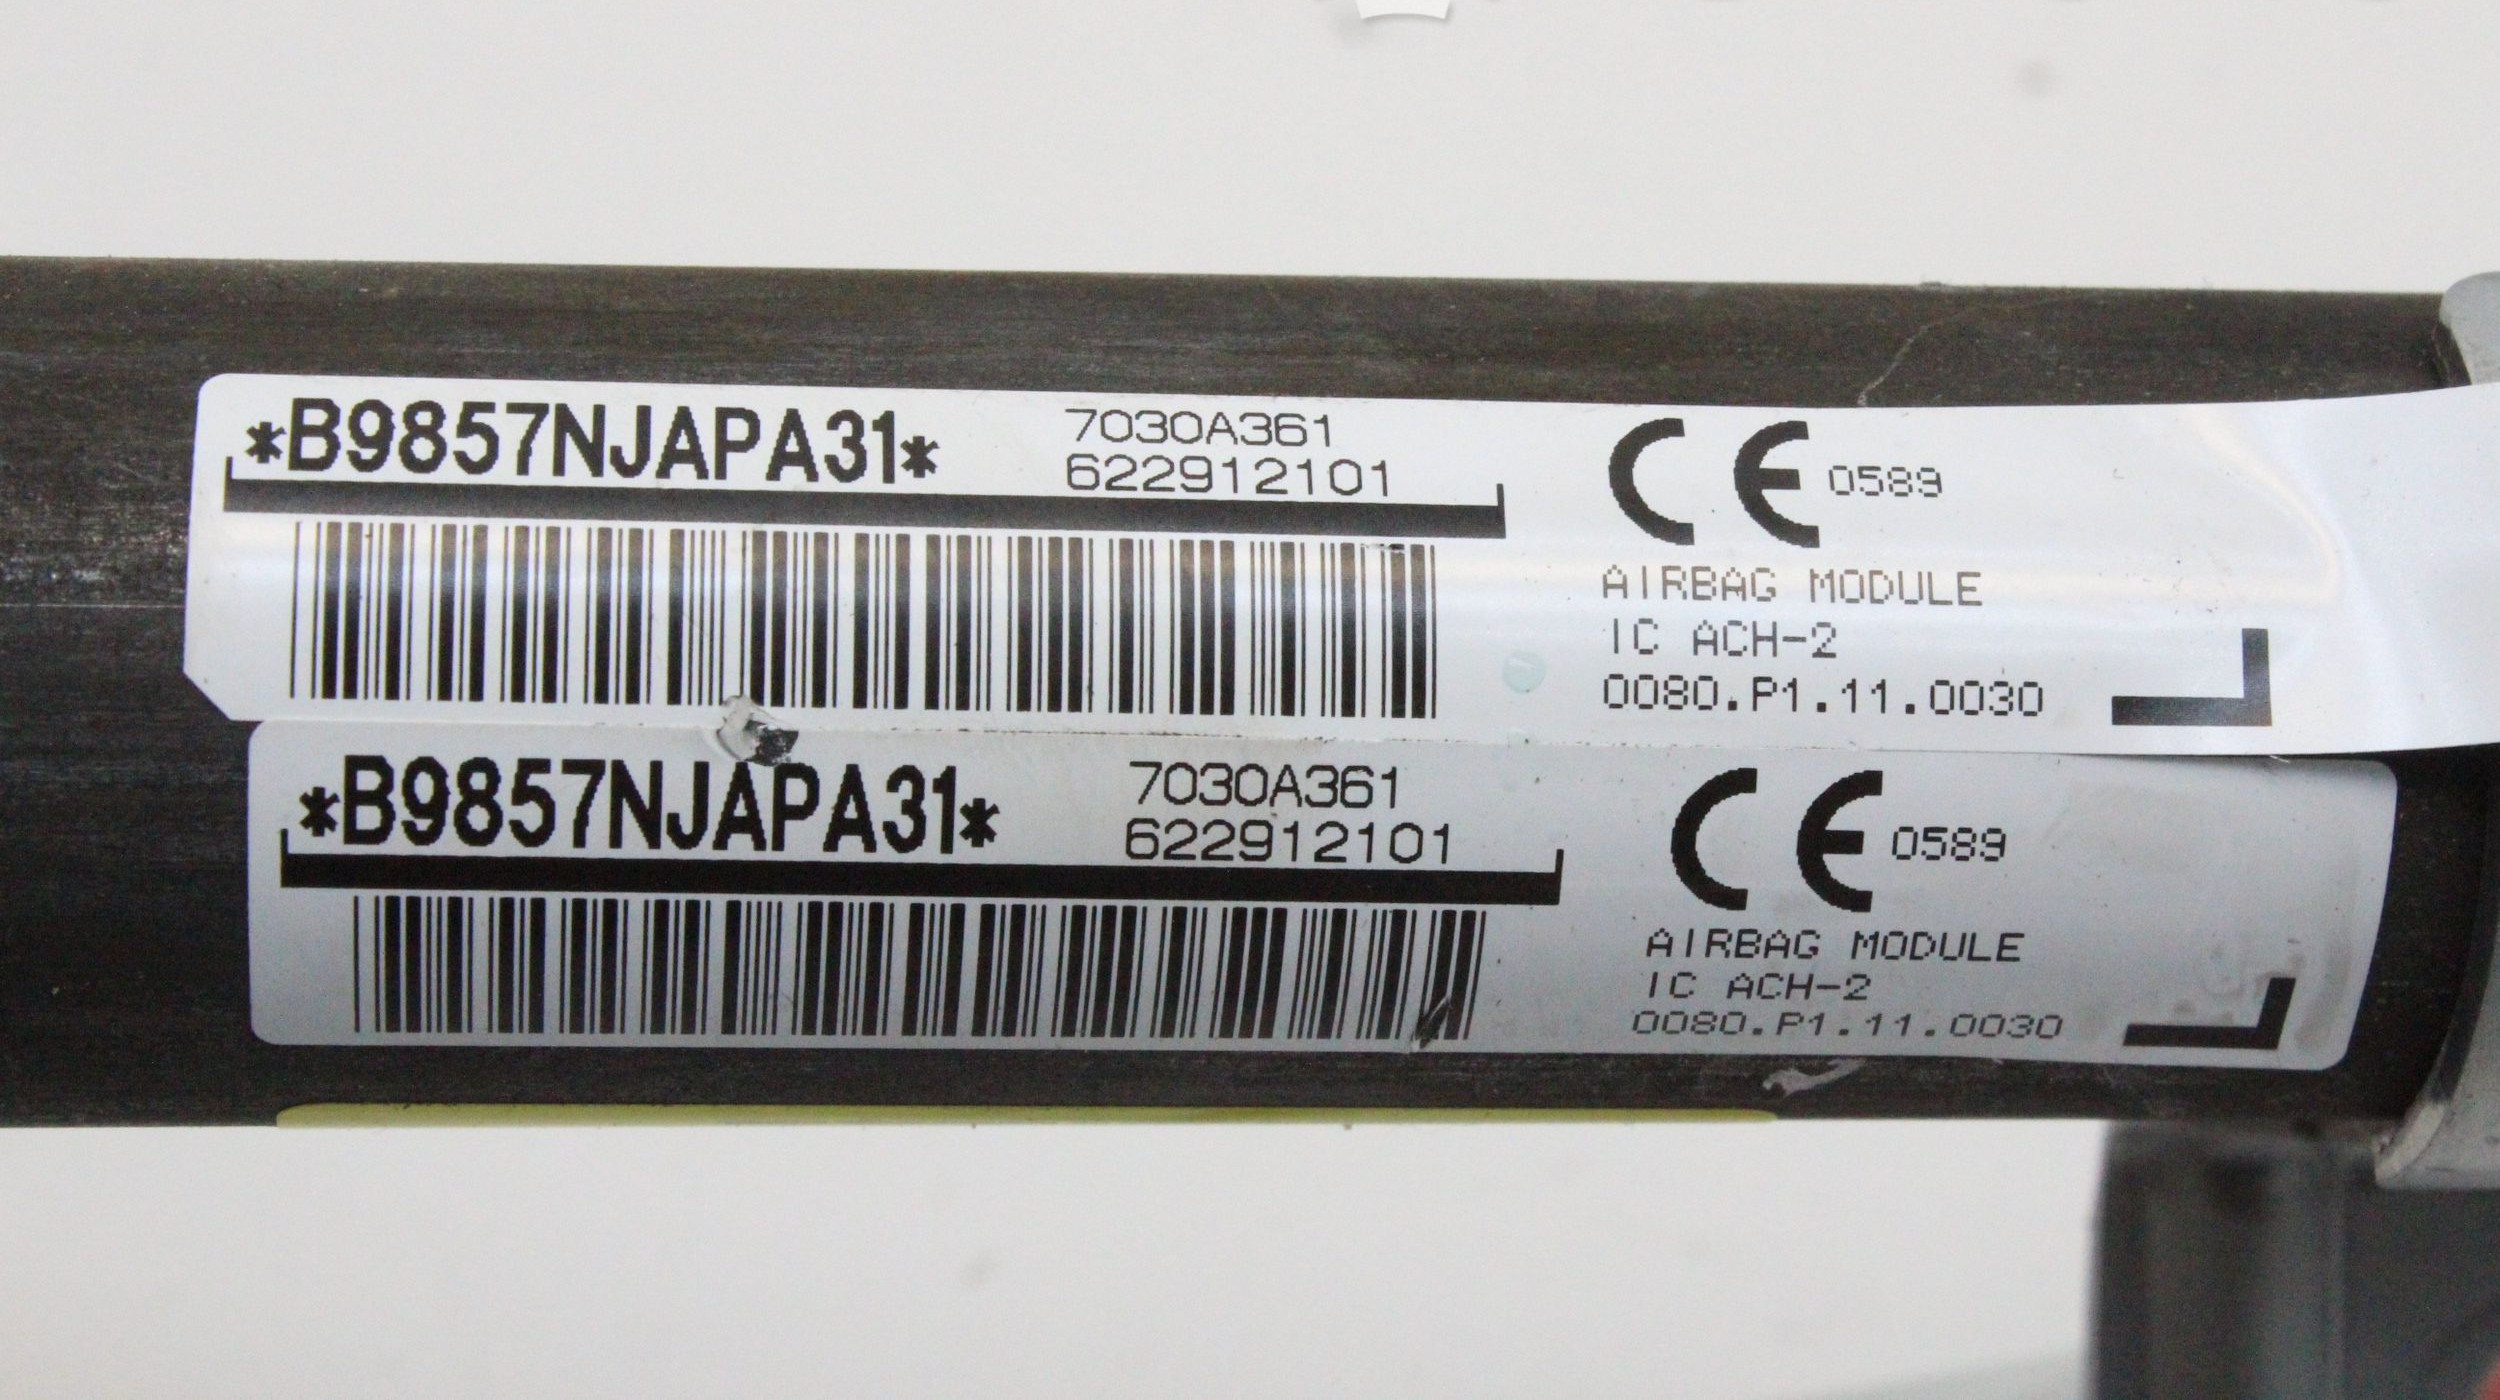 *B9857NJAPA31*
7030A361
622912101
CE 0589
AIRBAG MODULE
IC ACH-2
0080.P1.11.0030
*B9857NJAPA31*
7030A361
622912101
CE 0589
AIRBAG MODULE
IC ACH-2
0080.P1.11.0030